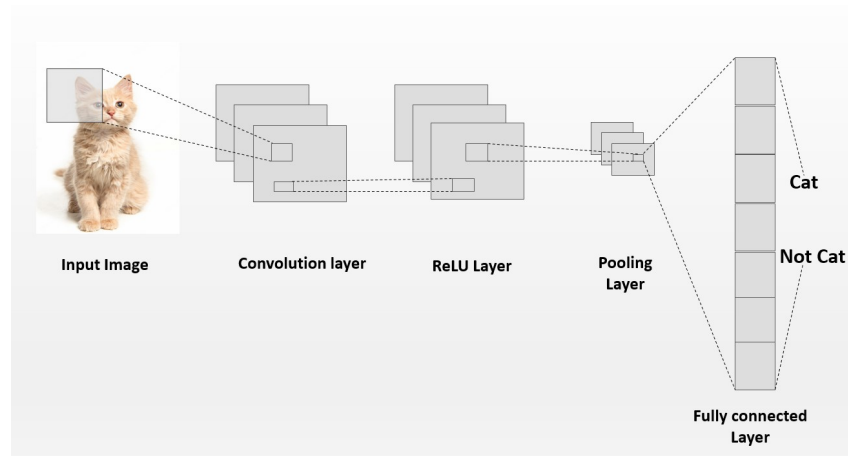 Input Image
Convolution layer
ReLU Layer
Pooling
Layer
Cat
Not Cat
Fully connected
Layer